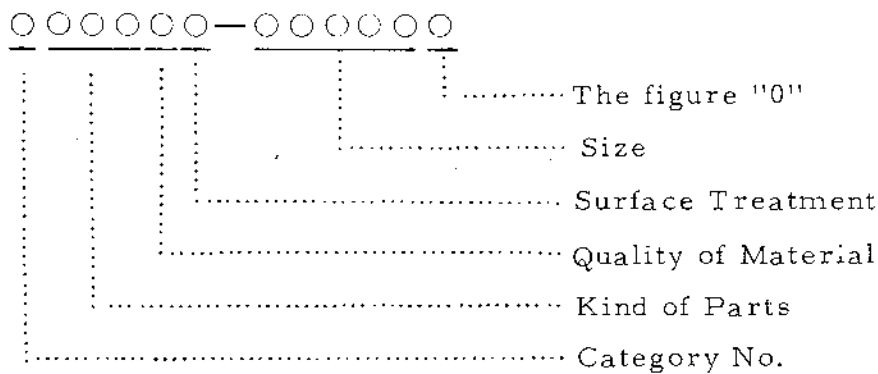 ○○○○○○—○○○○○○
The figure "0"
Size
Surface Treatment
Quality of Material
Kind of Parts
Category No.